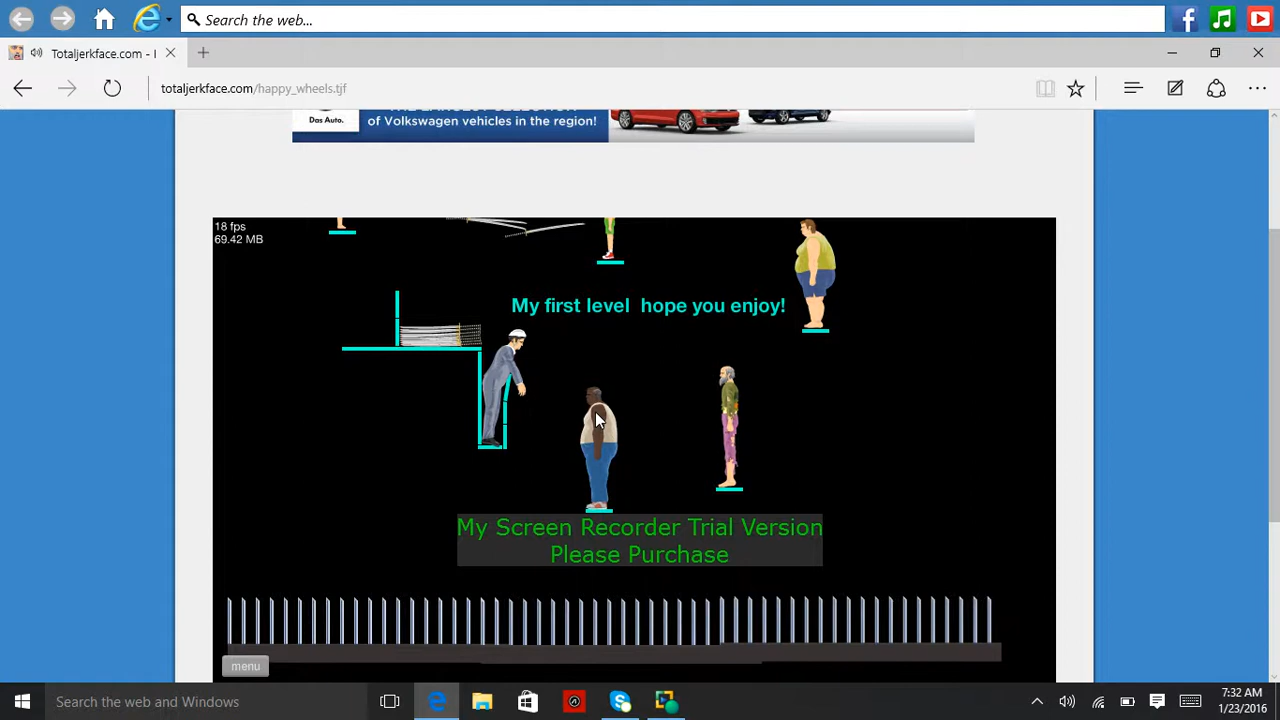 Search the web...
Totaljerkface.com -
totaljerkface.com/happy_wheels.tjf
Das Auto.
of Volkswagen vehicles in the region!
18 fps
69.42 MB
My first level hope you enjoy!
My Screen Recorder Trial Version
Please Purchase
menu
Search the web and Windows
7:32 AM
1/23/2016